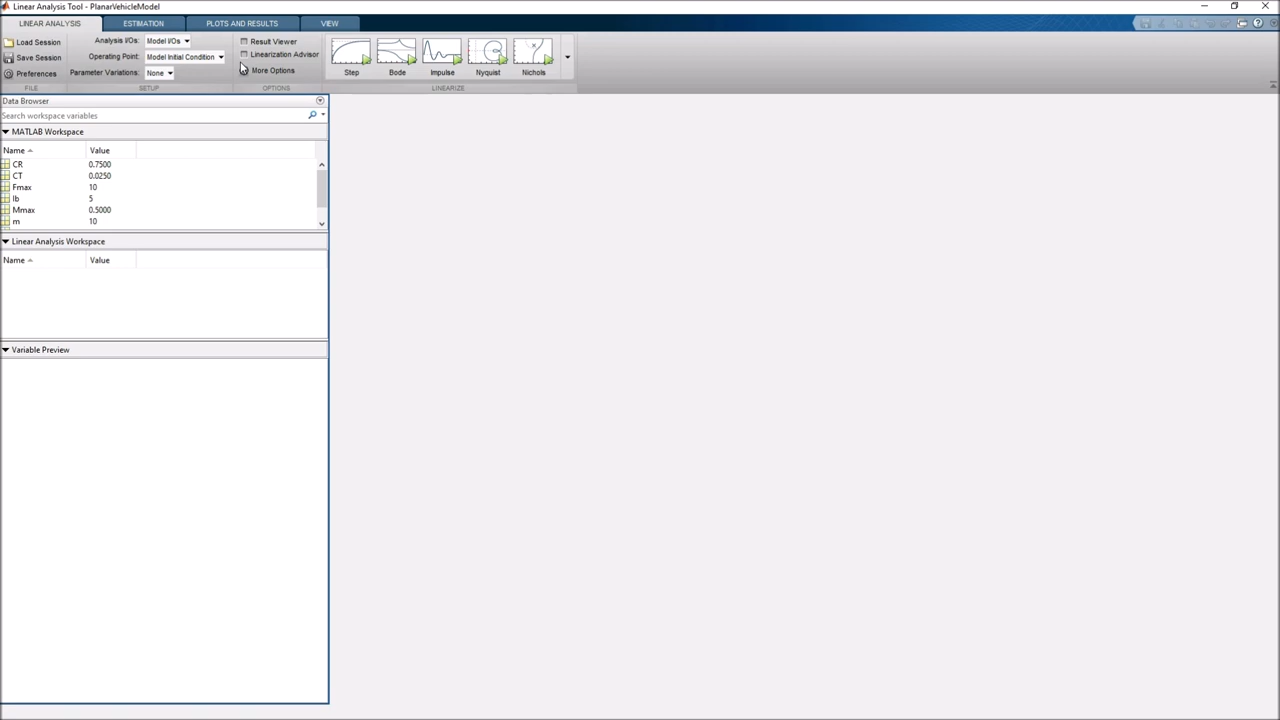 Linear Analysis Tool - PlanarVehicleModel
LINEAR ANALYSIS
ESTIMATION
PLOTS AND RESULTS
VIEW
Load Session
Save Session
Preferences
FILE
Analysis I/Os:
Model I/Os
Operating Point:
Model Initial Condition
Parameter Variations:
None
SETUP
Result Viewer
Linearization Advisor
More Options
OPTIONS
Step
Bode
Impulse
Nyquist
Nichols
LINEARIZE
Data Browser
Search workspace variables
MATLAB Workspace
Name Value
CR 0.7500
CT 0.0250
Fmax 10
Ib 5
Mmax 0.5000
m 10
Linear Analysis Workspace
Name Value
Variable Preview